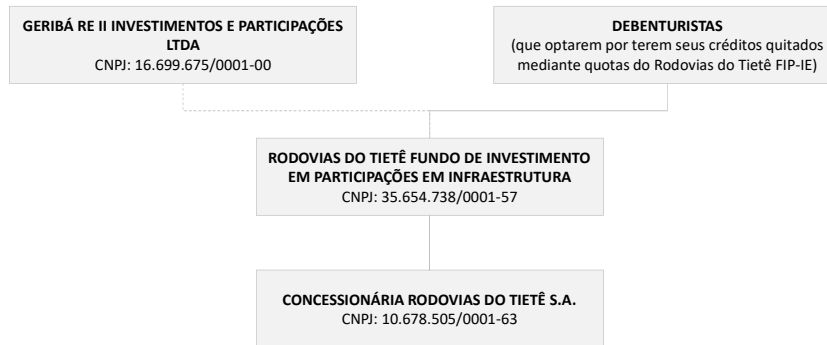 GERIBÁ RE II INVESTIMENTOS E PARTICIPAÇÕES
LTDA
CNPJ: 16.699.675/0001-00
DEBENTURISTAS
(que optarem por terem seus créditos quitados
mediante quotas do Rodovias do Tietê FIP-IE)
RODOVIAS DO TIETÊ FUNDO DE INVESTIMENTO
EM PARTICIPAÇÕES EM INFRAESTRUTURA
CNPJ: 35.654.738/0001-57
CONCESSIONÁRIA RODOVIAS DO TIETÊ S.A.
CNPJ: 10.678.505/0001-63